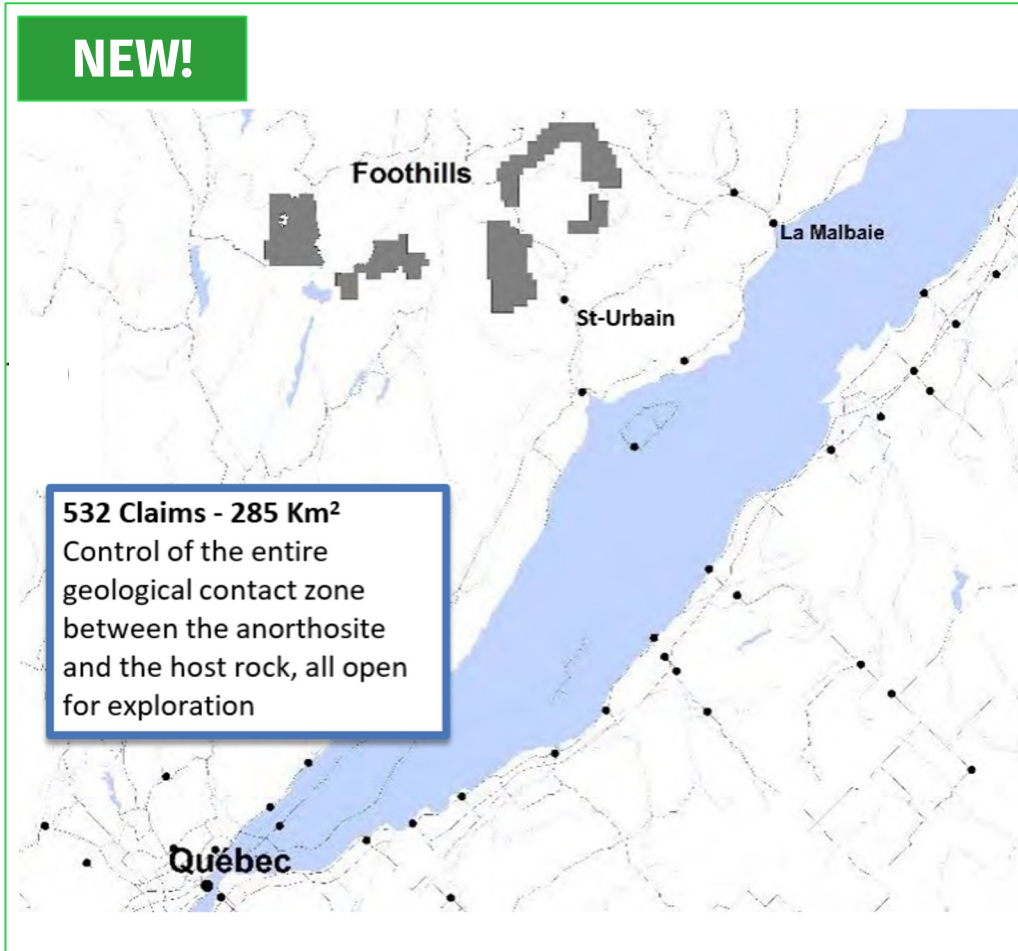 NEW!
Foothills
La Malbaie
St-Urbain
532 Claims - 285 Km²
Control of the entire
geological contact zone
between the anorthosite
and the host rock, all open
for exploration
Québec